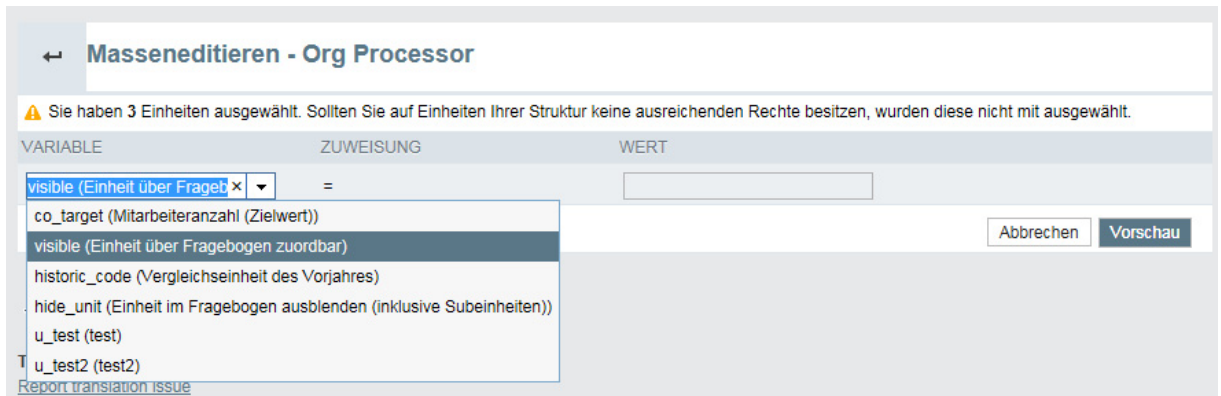 Masseneditieren - Org Processor
Sie haben 3 Einheiten ausgewählt. Sollten Sie auf Einheiten Ihrer Struktur keine ausreichenden Rechte besitzen, wurden diese nicht mit ausgewählt.
VARIABLE ZUWEISUNG WERT
visible (Einheit über Frageb × =
co_target (Mitarbeiteranzahl (Zielwert))
visible (Einheit über Fragebogen zuordbar)
Abbrechen Vorschau
historic_code (Vergleichseinheit des Vorjahres)
hide_unit (Einheit im Fragebogen ausblenden (inklusive Subeinheiten))
u_test (test)
u_test2 (test2)
Report translation issue